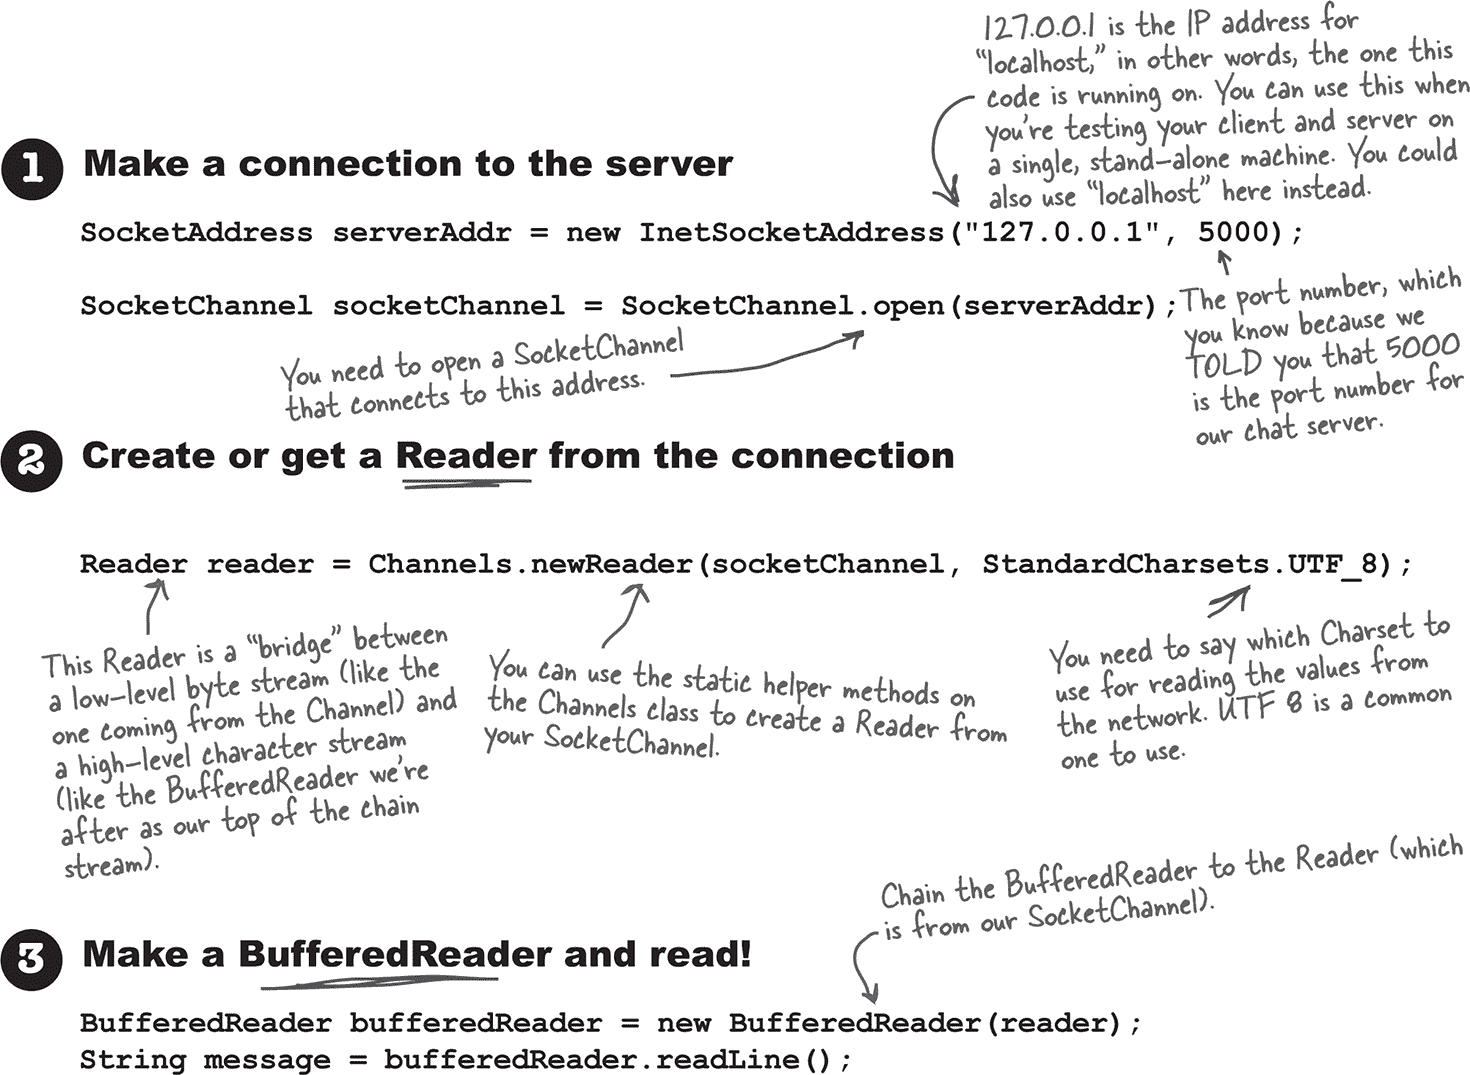 127.0.0.1 is the IP address for
“localhost,” in other words, the one this
code is running on. You can use this when
you’re testing your client and server on
a single, stand-alone machine. You could
also use “localhost” here instead.
1 Make a connection to the server
SocketAddress serverAddr = new InetSocketAddress("127.0.0.1", 5000);
SocketChannel socketChannel = SocketChannel.open(serverAddr);
The port number, which
you know because we
TOLD you that 5000
is the port number for
our chat server.
You need to open a SocketChannel
that connects to this address.
2 Create or get a Reader from the connection
Reader reader = Channels.newReader(socketChannel, StandardCharsets.UTF_8);
This Reader is a “bridge” between
a low-level byte stream (like the
one coming from the Channel) and
a high-level character stream
(like the BufferedReader we’re
after as our top of the chain
stream).
You can use the static helper methods on
the Channels class to create a Reader from
your SocketChannel.
You need to say which Charset to
use for reading the values from
the network. UTF 8 is a common
one to use.
Chain the BufferedReader to the Reader (which
is from our SocketChannel).
3 Make a BufferedReader and read!
BufferedReader bufferedReader = new BufferedReader(reader);
String message = bufferedReader.readLine();